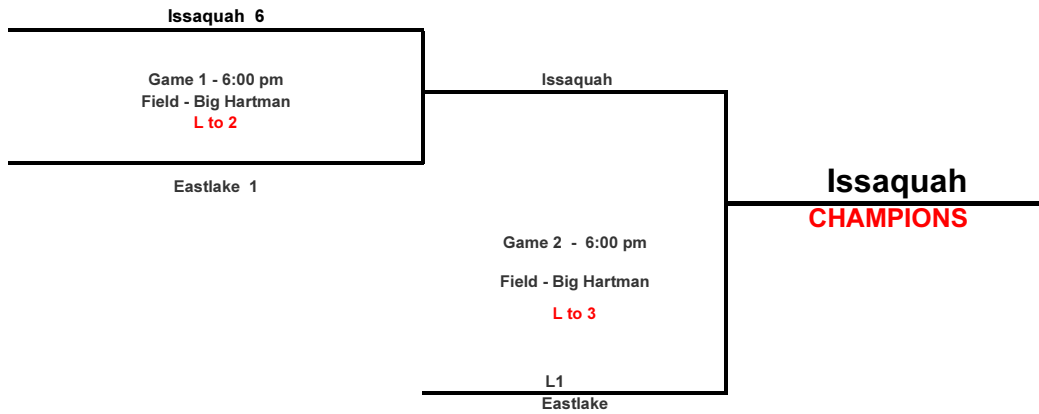 Issaquah 6
Game 1 - 6:00 pm
Field - Big Hartman
L to 2
Eastlake 1
Issaquah
Game 2 - 6:00 pm
Field - Big Hartman
L to 3
L1
Eastlake
Issaquah
CHAMPIONS